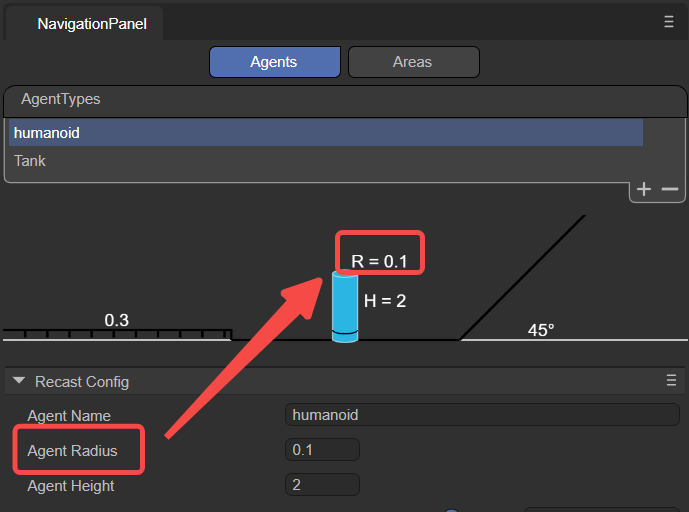 NavigationPanel
Agents
Areas
AgentTypes
humanoid
Tank
R = 0.1
H = 2
0.3
45°
Recast Config
Agent Name
humanoid
Agent Radius
0.1
Agent Height
2